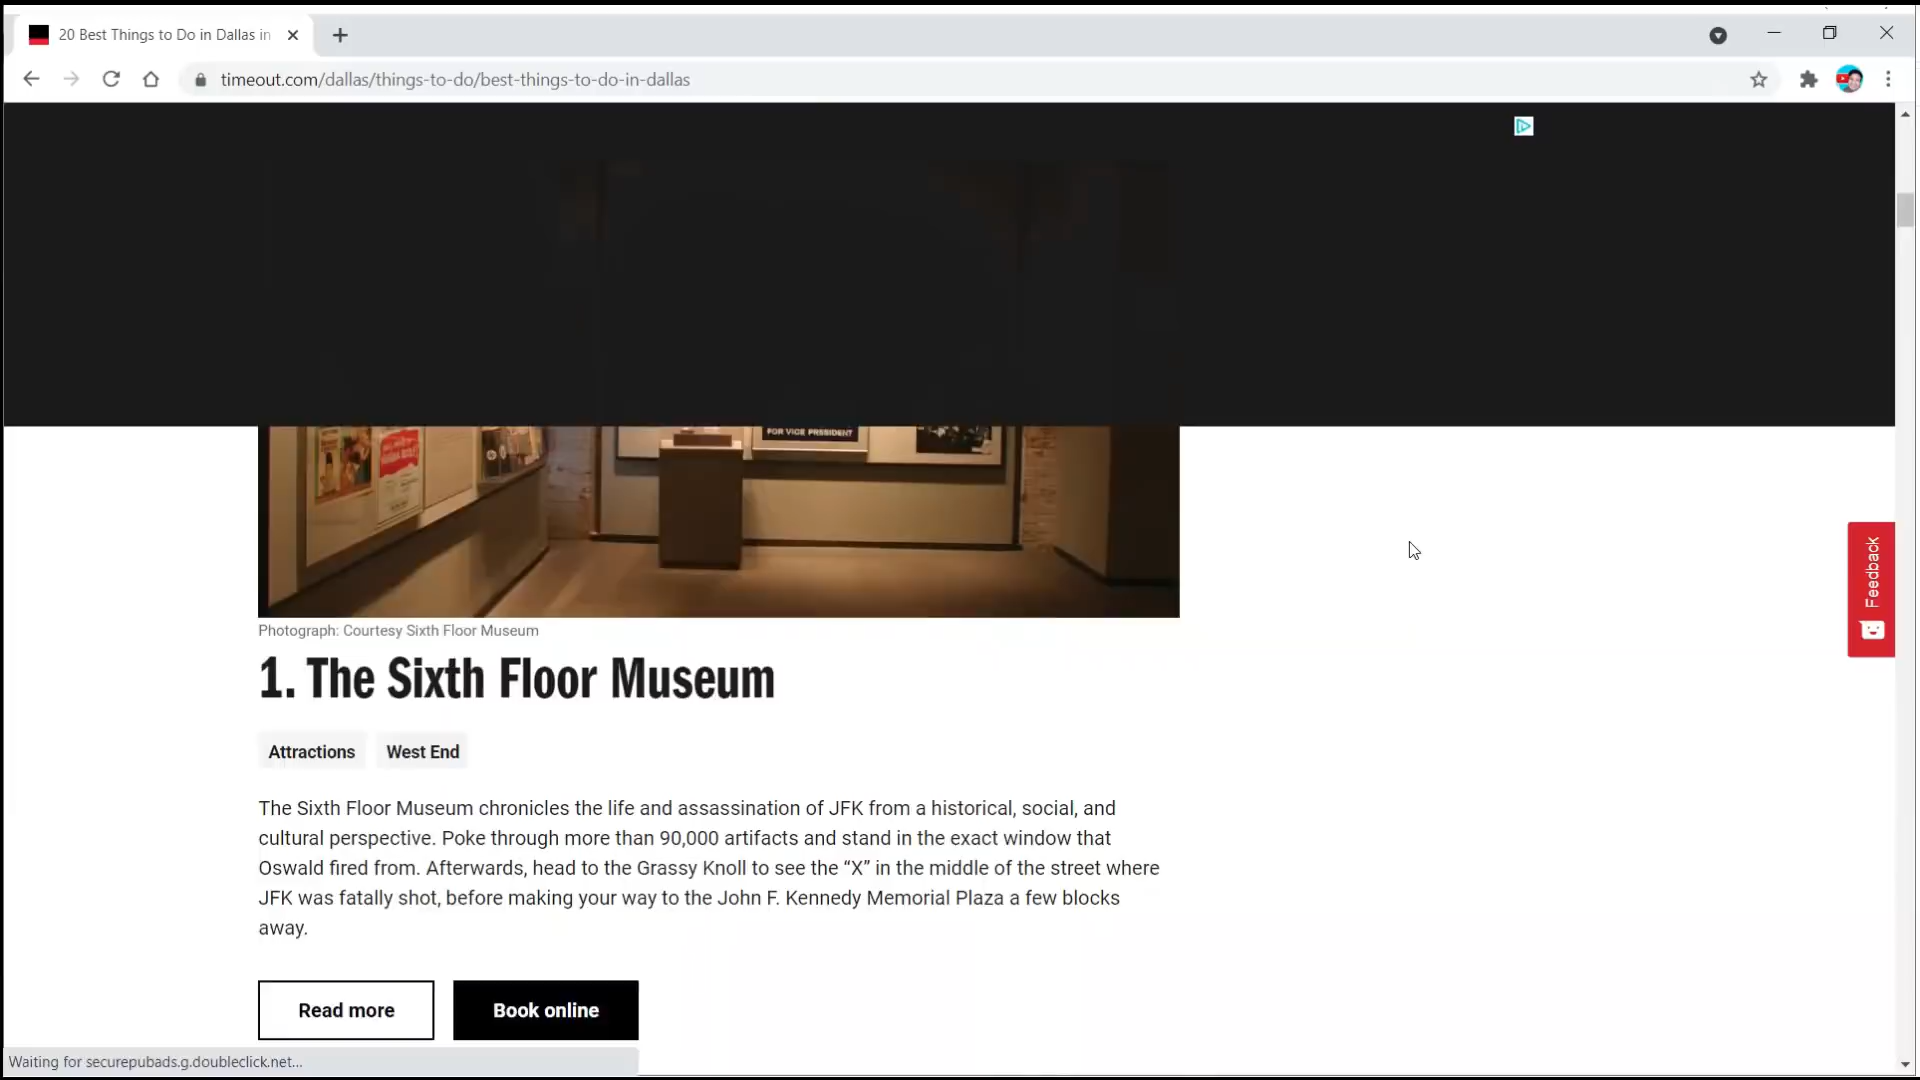 20 Best Things to Do in Dallas in
timeout.com/dallas/things-to-do/best-things-to-do-in-dallas
FOR VICE PRESIDENT
Feedback
Photograph: Courtesy Sixth Floor Museum
1. The Sixth Floor Museum
Attractions West End
The Sixth Floor Museum chronicles the life and assassination of JFK from a historical, social, and
cultural perspective. Poke through more than 90,000 artifacts and stand in the exact window that
Oswald fired from. Afterwards, head to the Grassy Knoll to see the “X” in the middle of the street where
JFK was fatally shot, before making your way to the John F. Kennedy Memorial Plaza a few blocks
away.
Read more Book online
Waiting for securepubads.g.doubleclick.net...